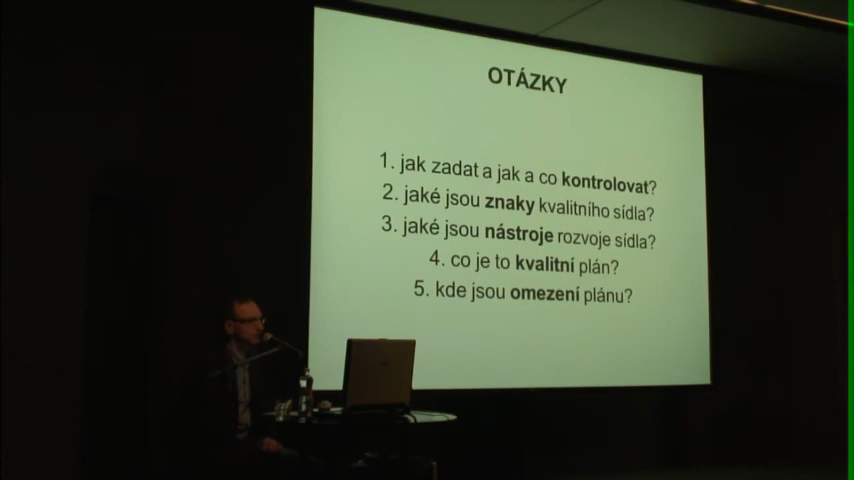 OTÁZKY
1. jak zadat a jak a co kontrolovat?
2. jaké jsou znaky kvalitního sídla?
3. jaké jsou nástroje rozvoje sídla?
4. co je to kvalitní plán?
5. kde jsou omezení plánu?